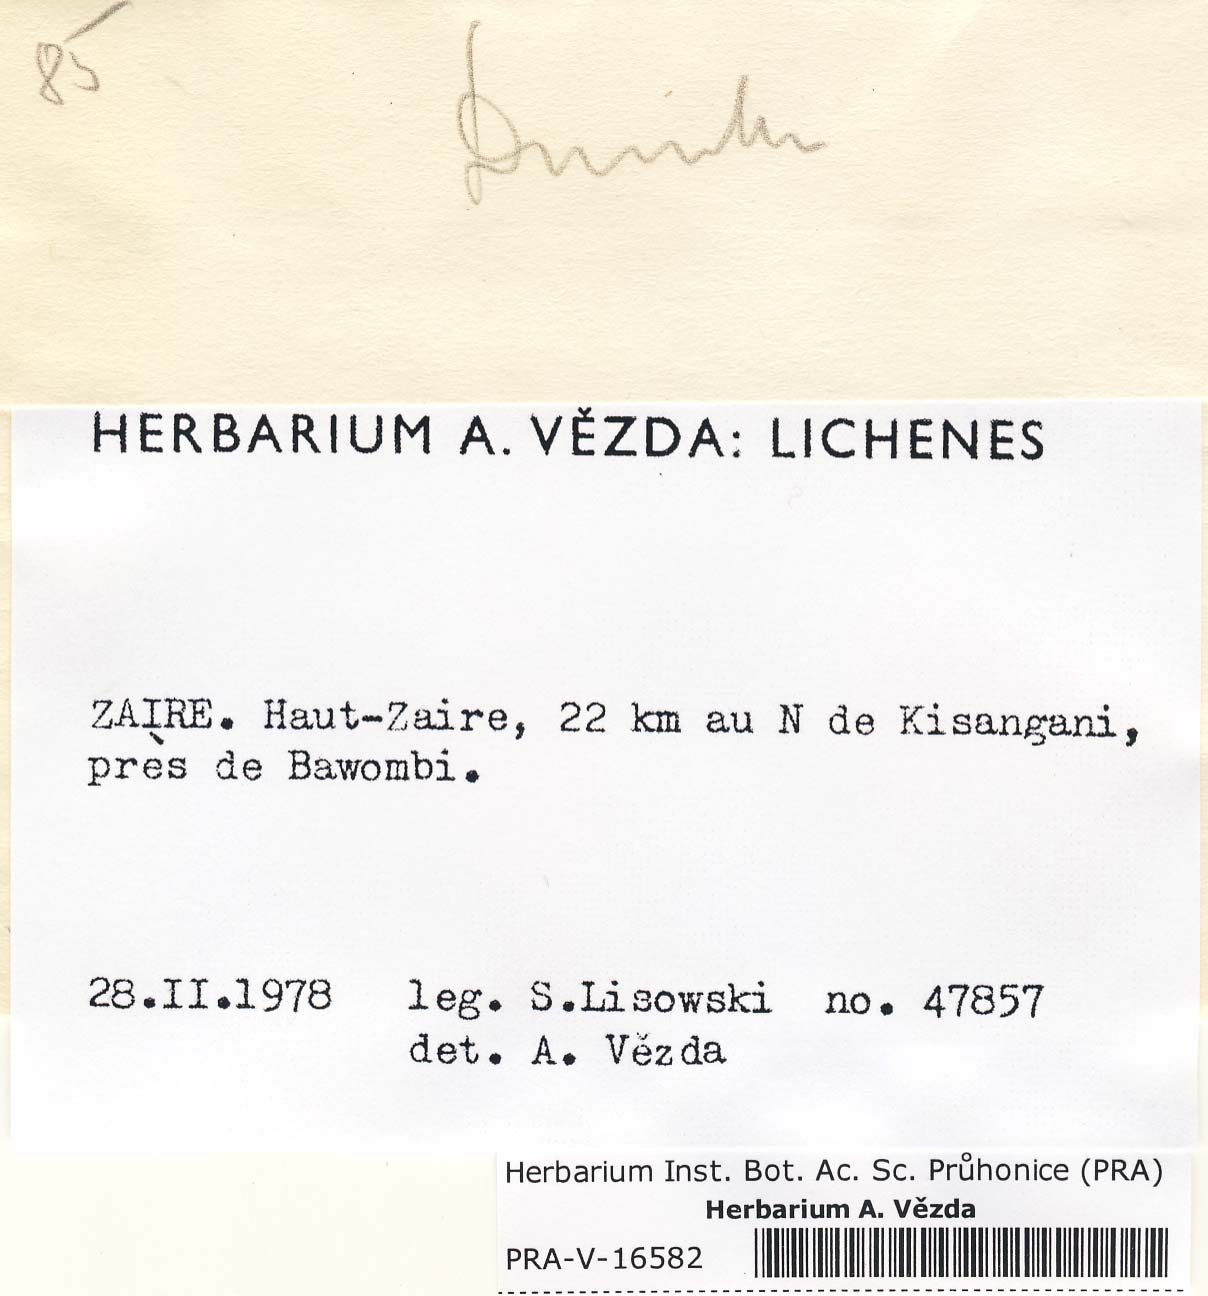 85
HERBARIUM A. VĚZDA: LICHENES
ZAIRE. Haut-Zaire, 22 km au N de Kisangani,
près de Bawombi.
28.II.1978 leg. S.Lisowski no. 47857
det. A. Vězda
Herbarium Inst. Bot. Ac. Sc. Průhonice (PRA)
Herbarium A. Vězda
PRA-V-16582